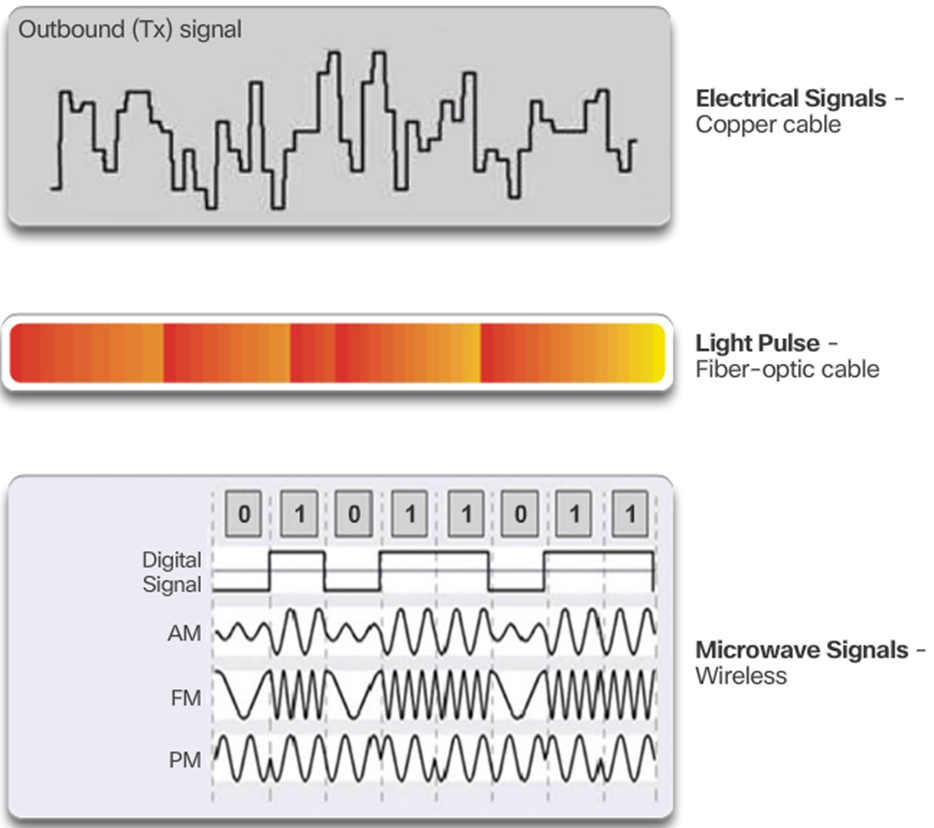 Outbound (Tx) signal
Electrical Signals -
Copper cable
Light Pulse -
Fiber-optic cable
0 1 0 1 1 0 1 1
Digital
Signal
AM
FM
PM
Microwave Signals -
Wireless